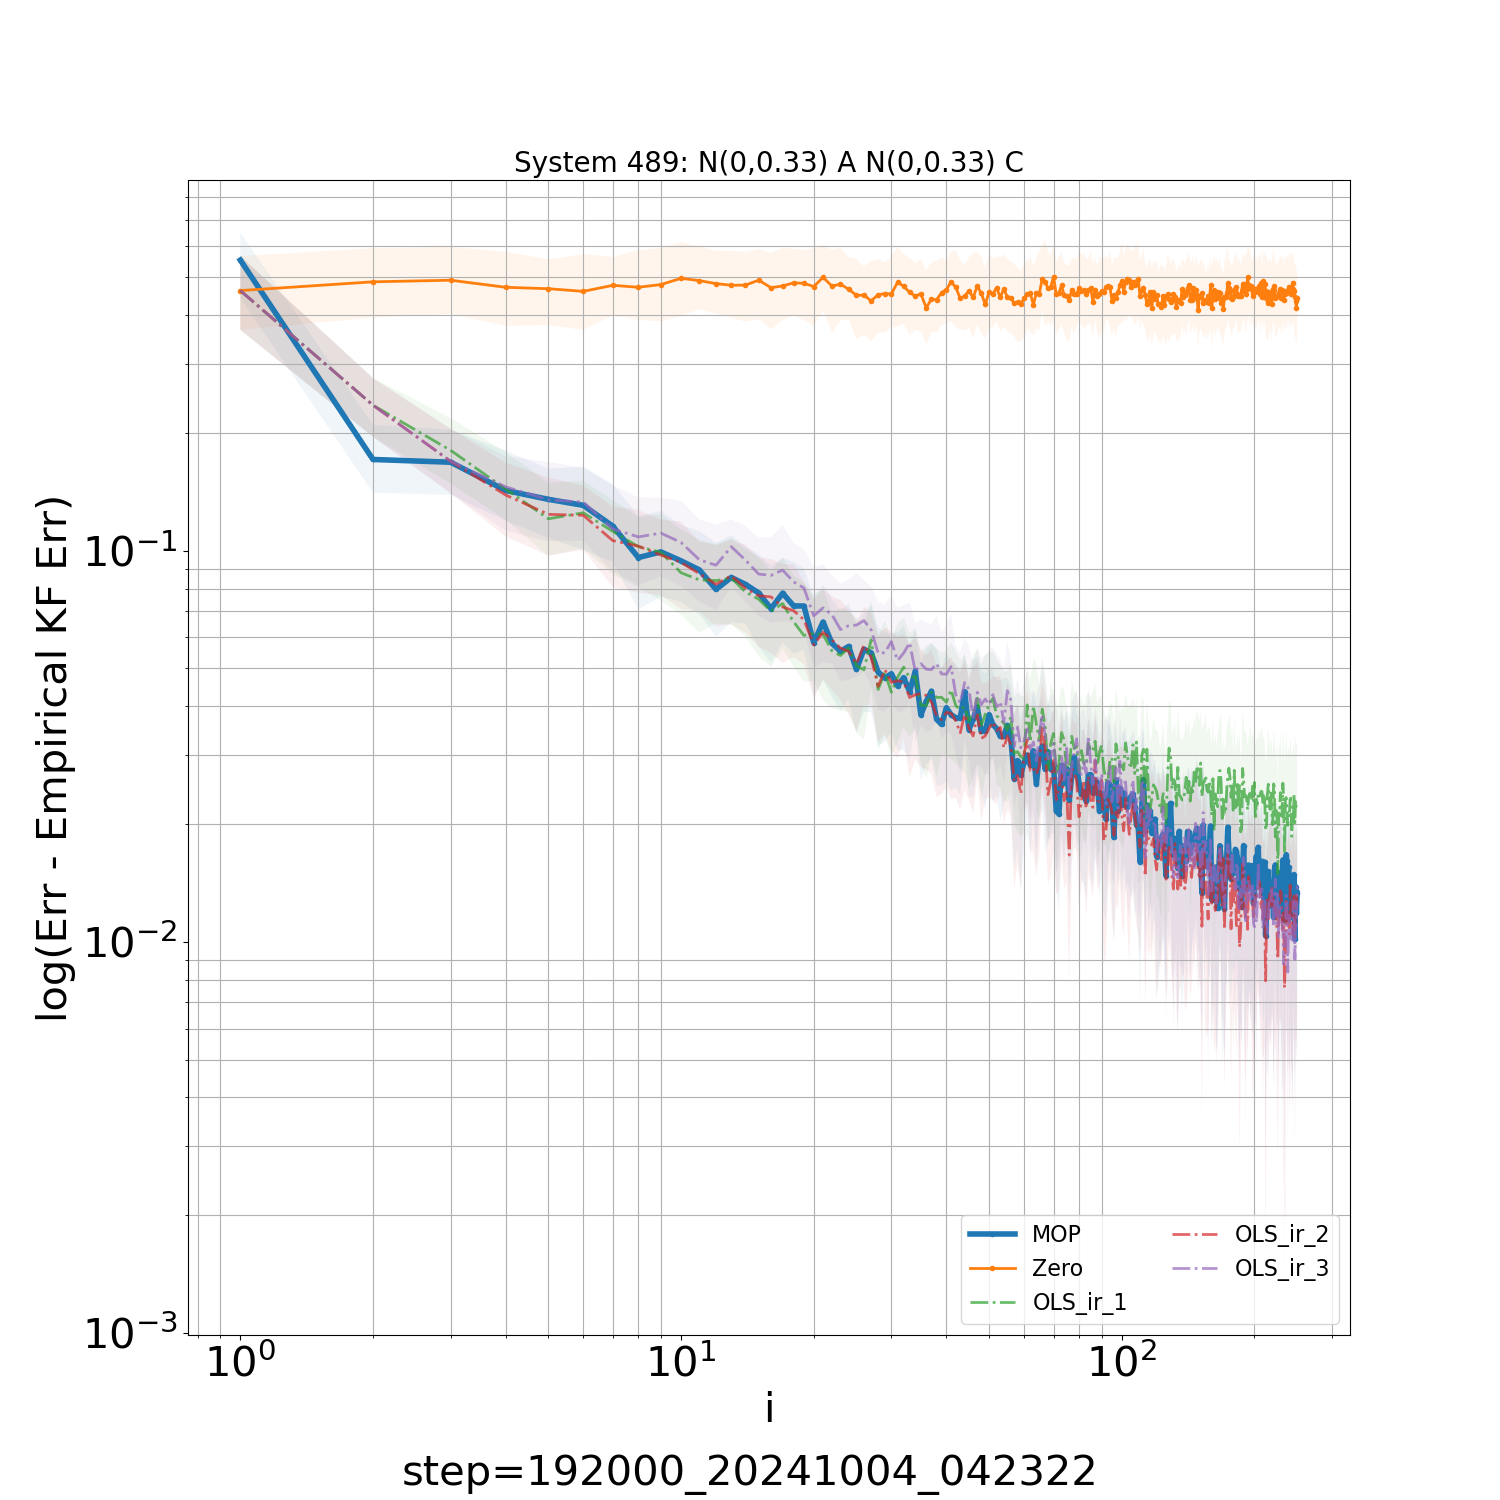 System 489: N(0,0.33) A N(0,0.33) C
log(Err - Empirical KF Err)
10⁻¹
10⁻²
10⁻³
10⁰ 10¹ 10²
i
MOP
Zero
OLS_ir_1
OLS_ir_2
OLS_ir_3
step=192000_20241004_042322